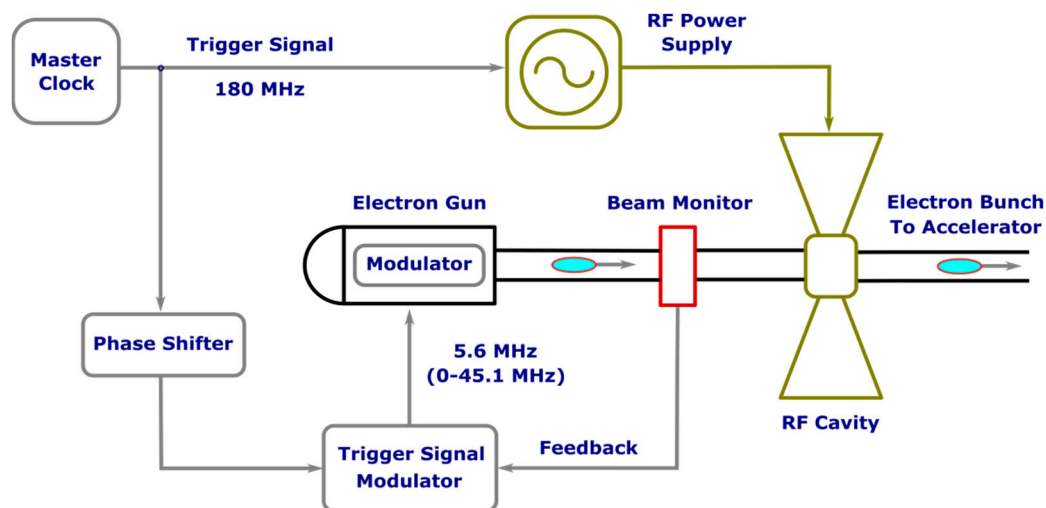 Master
Clock
Trigger Signal
180 MHz
RF Power
Supply
Electron Gun
Beam Monitor
Electron Bunch
To Accelerator
Modulator
Phase Shifter
5.6 MHz
(0-45.1 MHz)
RF Cavity
Trigger Signal
Modulator
Feedback